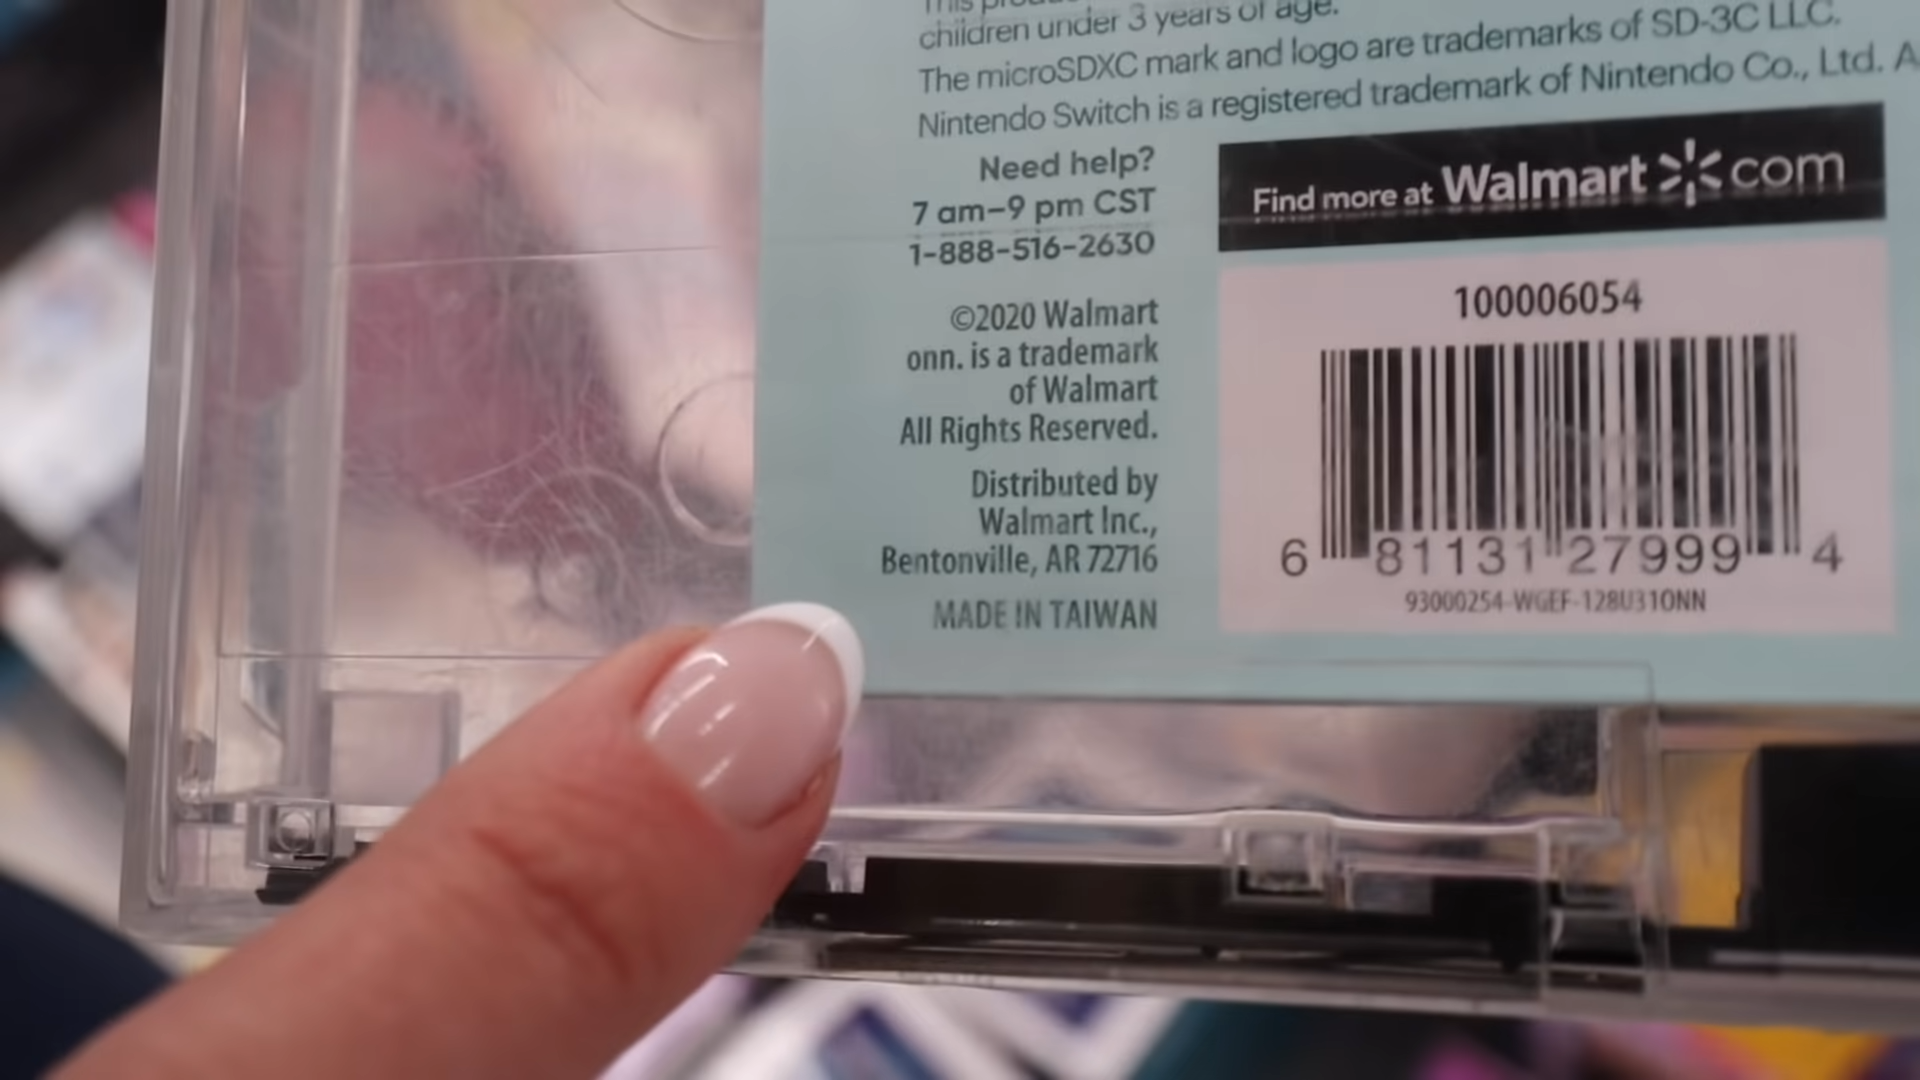 This
children under 3 years of age.
The microSDXC mark and logo are trademarks of SD-3C LLC.
Nintendo Switch is a registered trademark of Nintendo Co., Ltd. A
Need help?
7 am–9 pm CST
1-888-516-2630
©2020 Walmart
onn. is a trademark
of Walmart
All Rights Reserved.
Distributed by
Walmart Inc.,
Bentonville, AR 72716
MADE IN TAIWAN
Find more at Walmart com
100006054
6 81131 27999 4
93000254-WGEF-128U31ONN